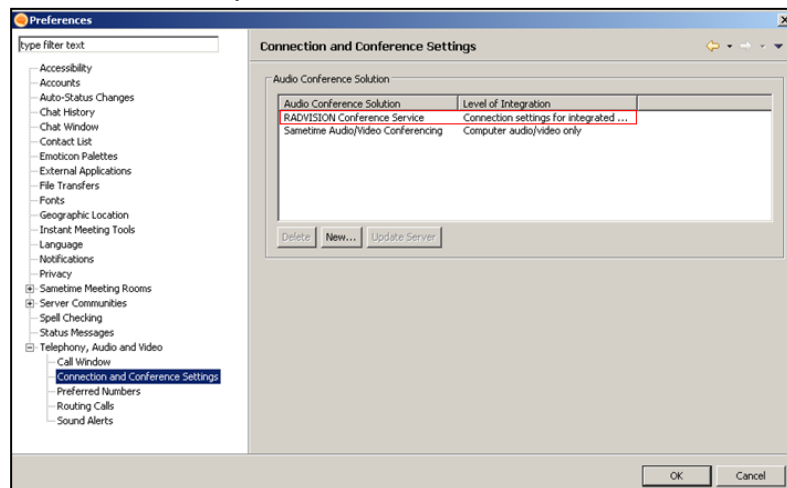 Preferences
type filter text
Accessibility
Accounts
Auto-Status Changes
Chat History
Chat Window
Contact List
Emoticon Palettes
External Applications
File Transfers
Fonts
Geographic Location
Instant Meeting Tools
Language
Notifications
Privacy
Sametime Meeting Rooms
Server Communities
Spell Checking
Status Messages
Telephony, Audio and Video
Call Window
Connection and Conference Settings
Preferred Numbers
Routing Calls
Sound Alerts
Connection and Conference Settings
Audio Conference Solution
Audio Conference Solution Level of Integration
RADVISION Conference Service Connection settings for integrated ...
Sametime Audio/Video Conferencing Computer audio/video only
Delete New... Update Server
OK Cancel